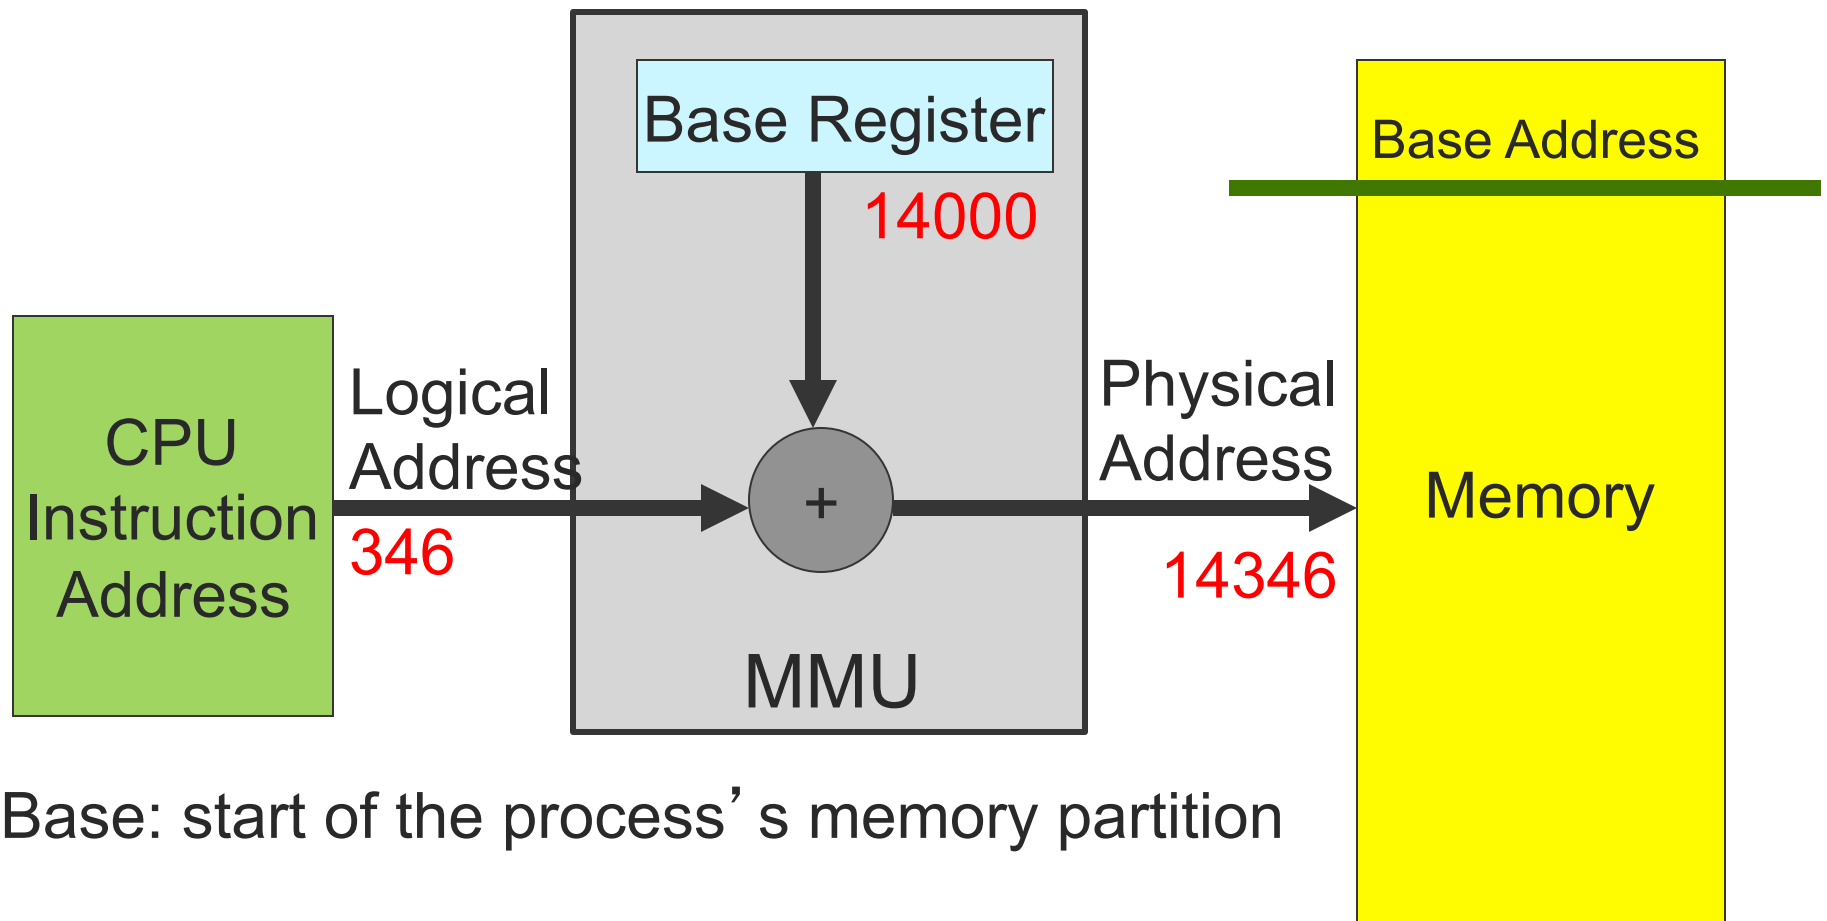 Base Register
14000
Base Address
Logical
Address
346
CPU
Instruction
Address
+
Physical
Address
14346
Memory
MMU
Base: start of the process’s memory partition